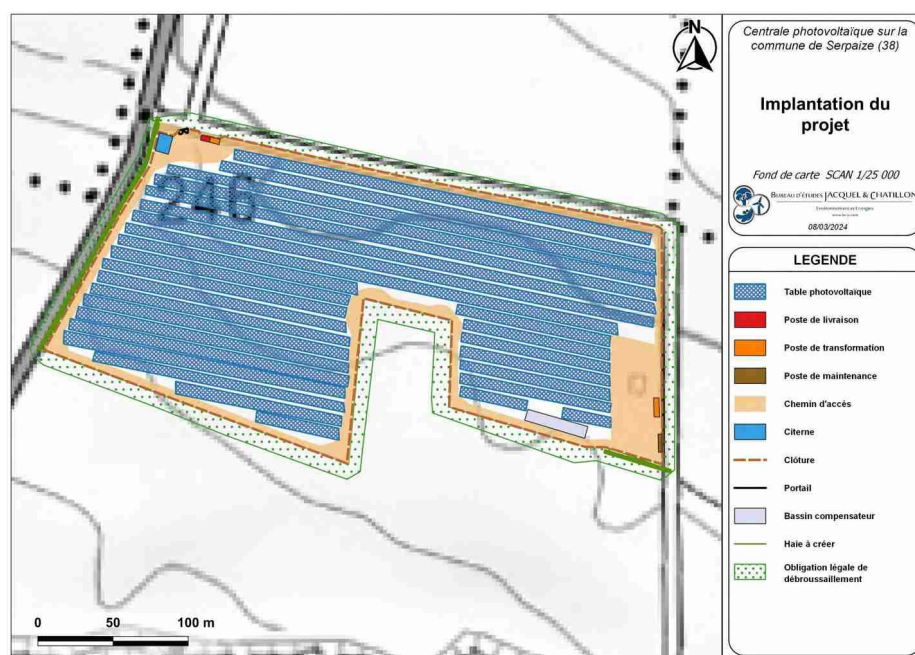 Centrale photovoltaïque sur la
commune de Serpaize (38)
Implantation du
projet
Fond de carte SCAN 1/25 000
BUREAU D'ÉTUDES JACQUEL & CHATILLON
08/03/2024
LEGENDE
Table photovoltaïque
Poste de livraison
Poste de transformation
Poste de maintenance
Chemin d'accès
Citerne
Clôture
Portail
Bassin compensateur
Haie à créer
Obligation légale de
débroussaillement
N
246
0 50 100 m